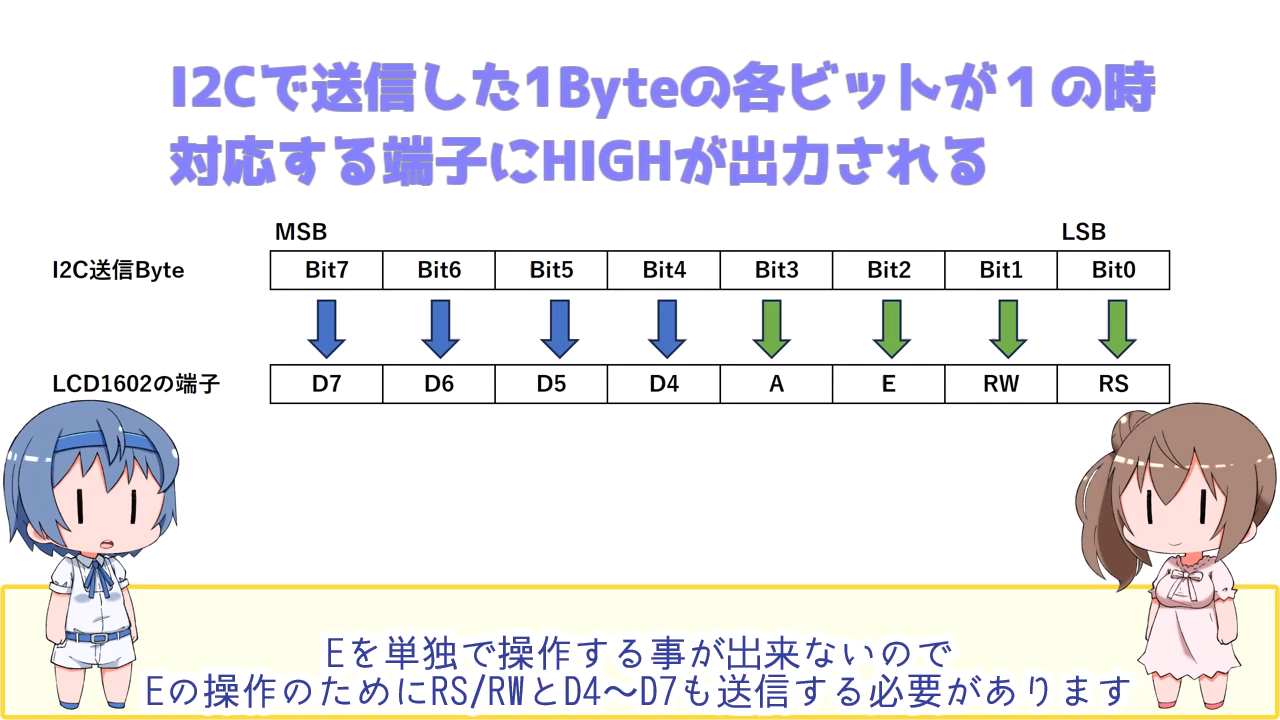 I2Cで送信した1Byteの各ビットが１の時
対応する端子にHIGHが出力される
MSB LSB
I2C送信Byte Bit7 Bit6 Bit5 Bit4 Bit3 Bit2 Bit1 Bit0
LCD1602の端子 D7 D6 D5 D4 A E RW RS
Eを単独で操作する事が出来ないので
Eの操作のためにRS/RWとD4～D7も送信する必要があります